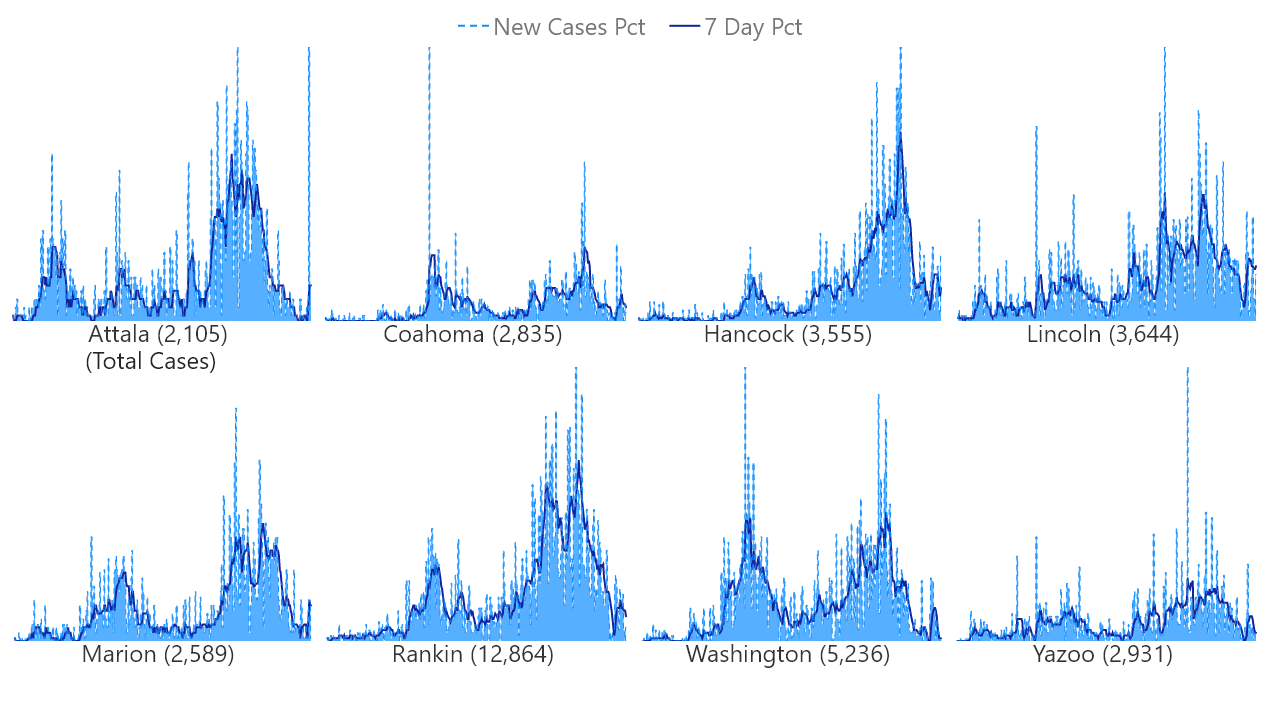 New Cases Pct 7 Day Pct
Attala (2,105) Coahoma (2,835) Hancock (3,555) Lincoln (3,644)
(Total Cases)
Marion (2,589) Rankin (12,864) Washington (5,236) Yazoo (2,931)